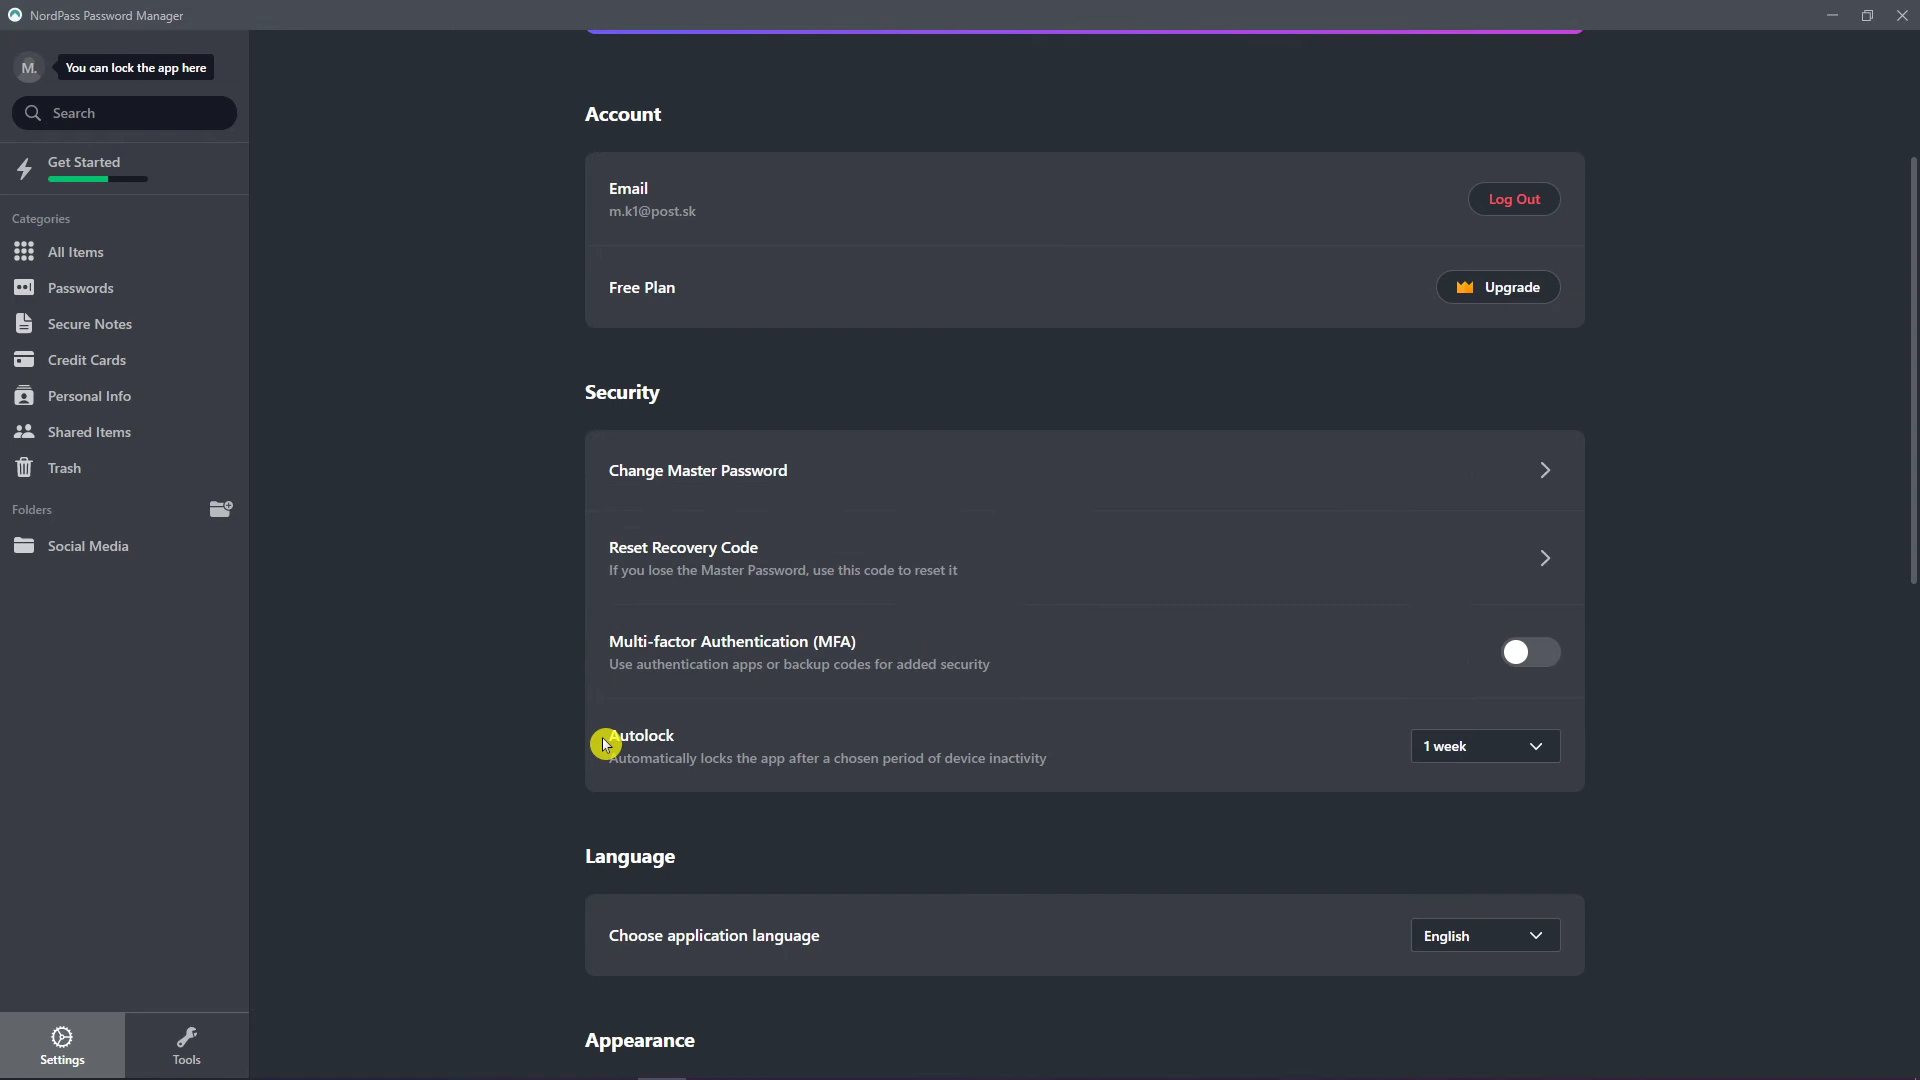 NordPass Password Manager
M.
You can lock the app here
Search
Get Started
Categories
All Items
Passwords
Secure Notes
Credit Cards
Personal Info
Shared Items
Trash
Folders
Social Media
Settings
Tools
Account
Email
m.k1@post.sk
Log Out
Free Plan
Upgrade
Security
Change Master Password
Reset Recovery Code
If you lose the Master Password, use this code to reset it
Multi-factor Authentication (MFA)
Use authentication apps or backup codes for added security
Autolock
Automatically locks the app after a chosen period of device inactivity
1 week
Language
Choose application language
English
Appearance